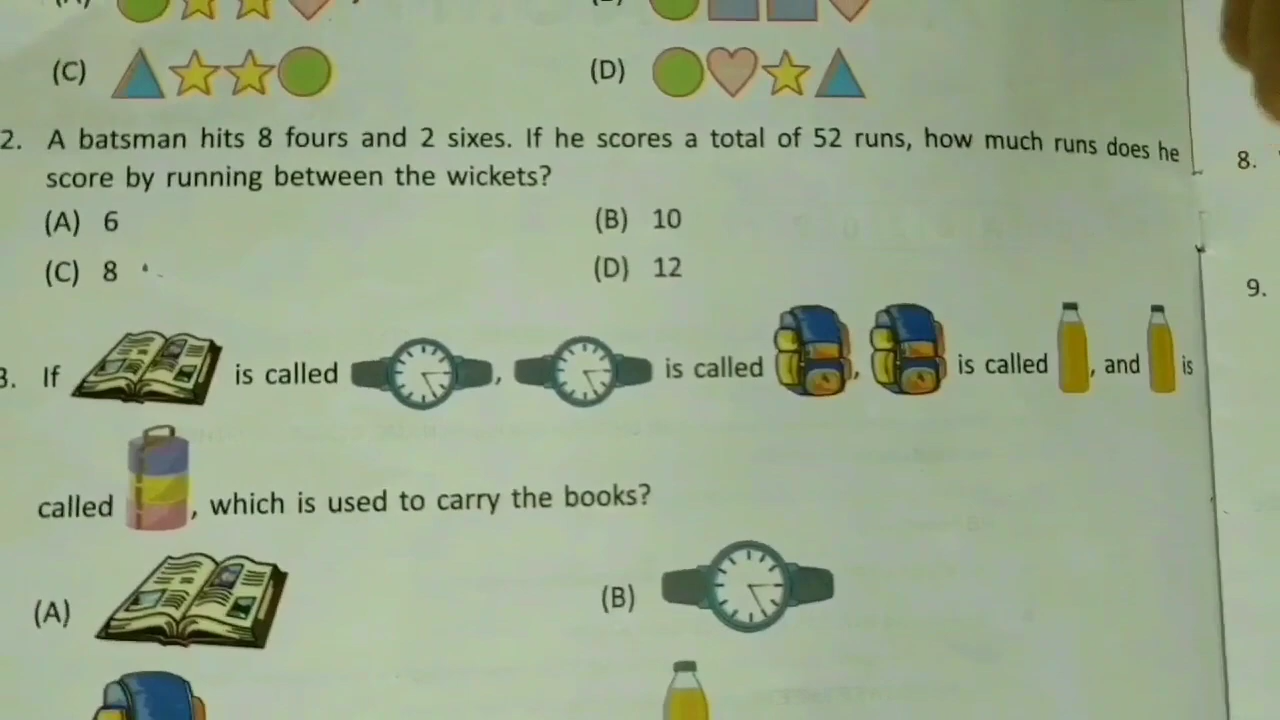 (C) (D)
2. A batsman hits 8 fours and 2 sixes. If he scores a total of 52 runs, how much runs does he
score by running between the wickets?
(A) 6 (B) 10
(C) 8 (D) 12
3. If is called , is called , is called , and is
called , which is used to carry the books?
(A) (B)
8.
9.